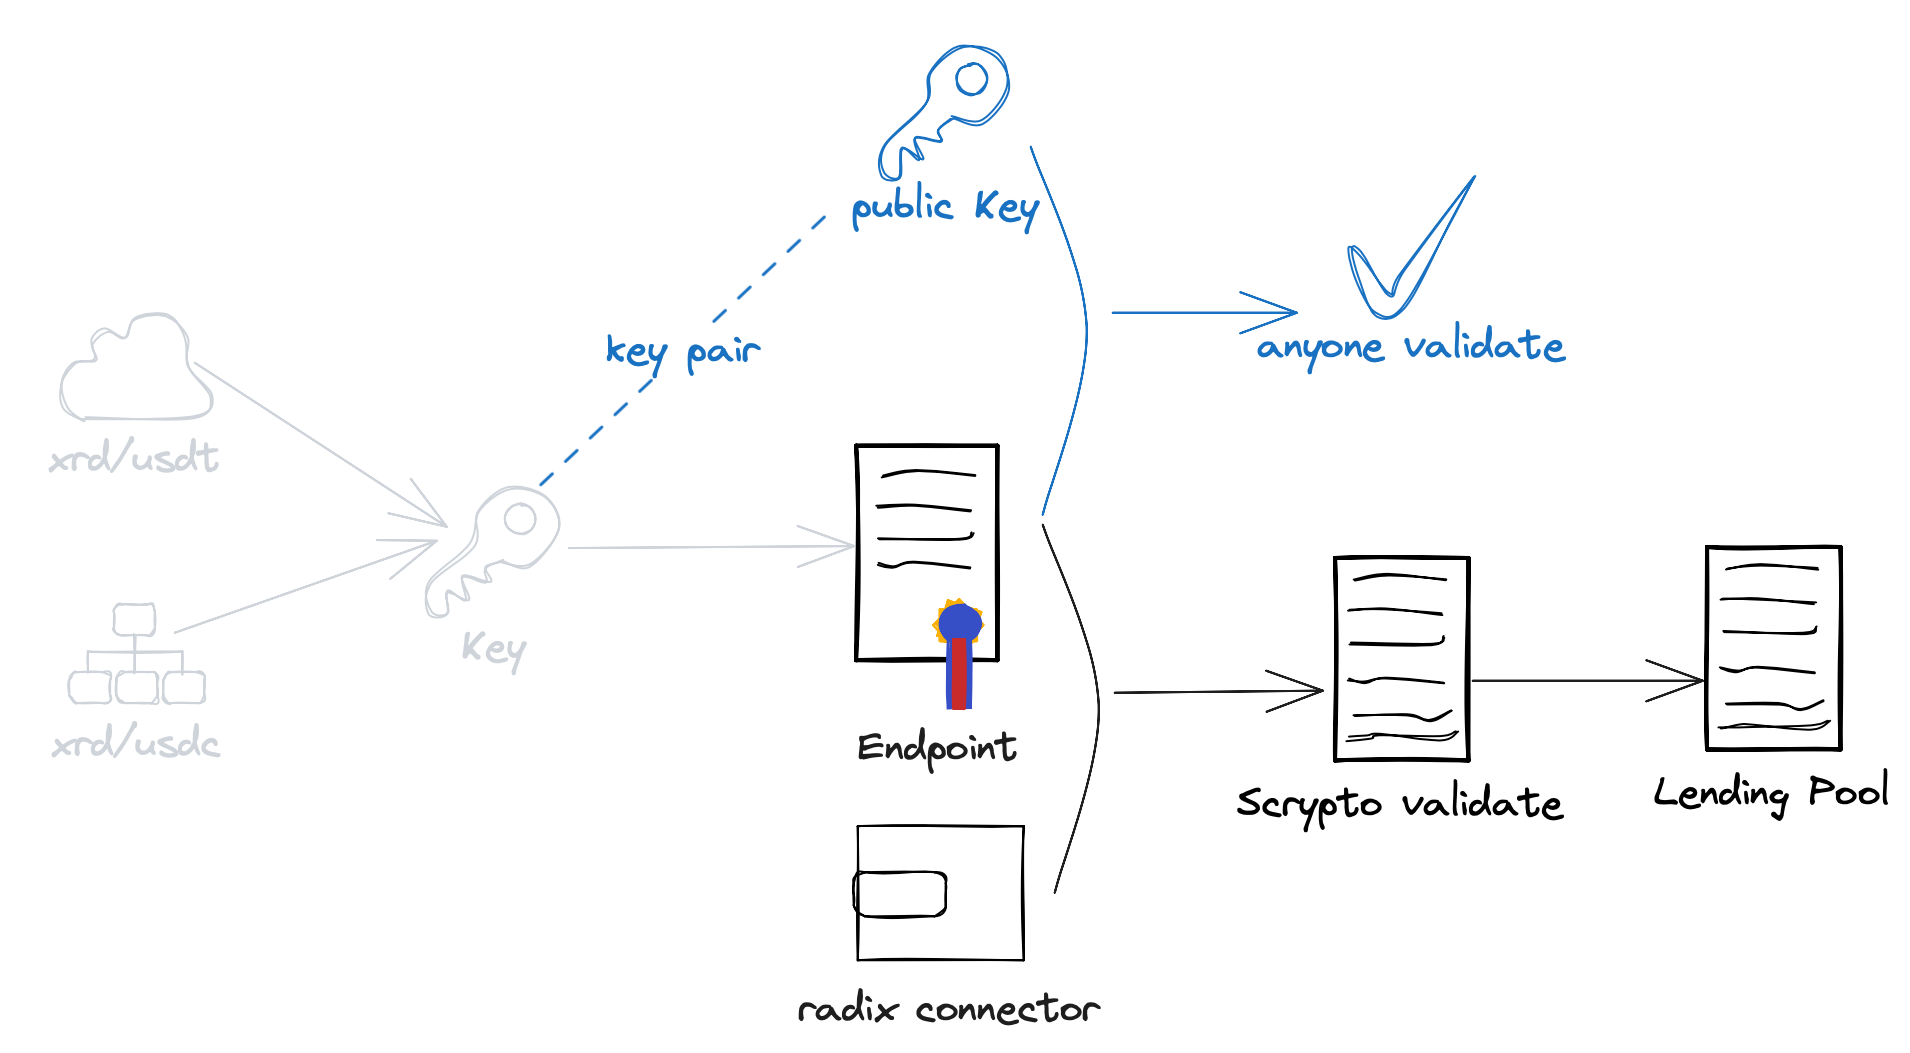 public Key
key pair
anyone validate
xrd/usdt
Key
xrd/usdc
Endpoint
Scrypto validate
Lending Pool
radix connector